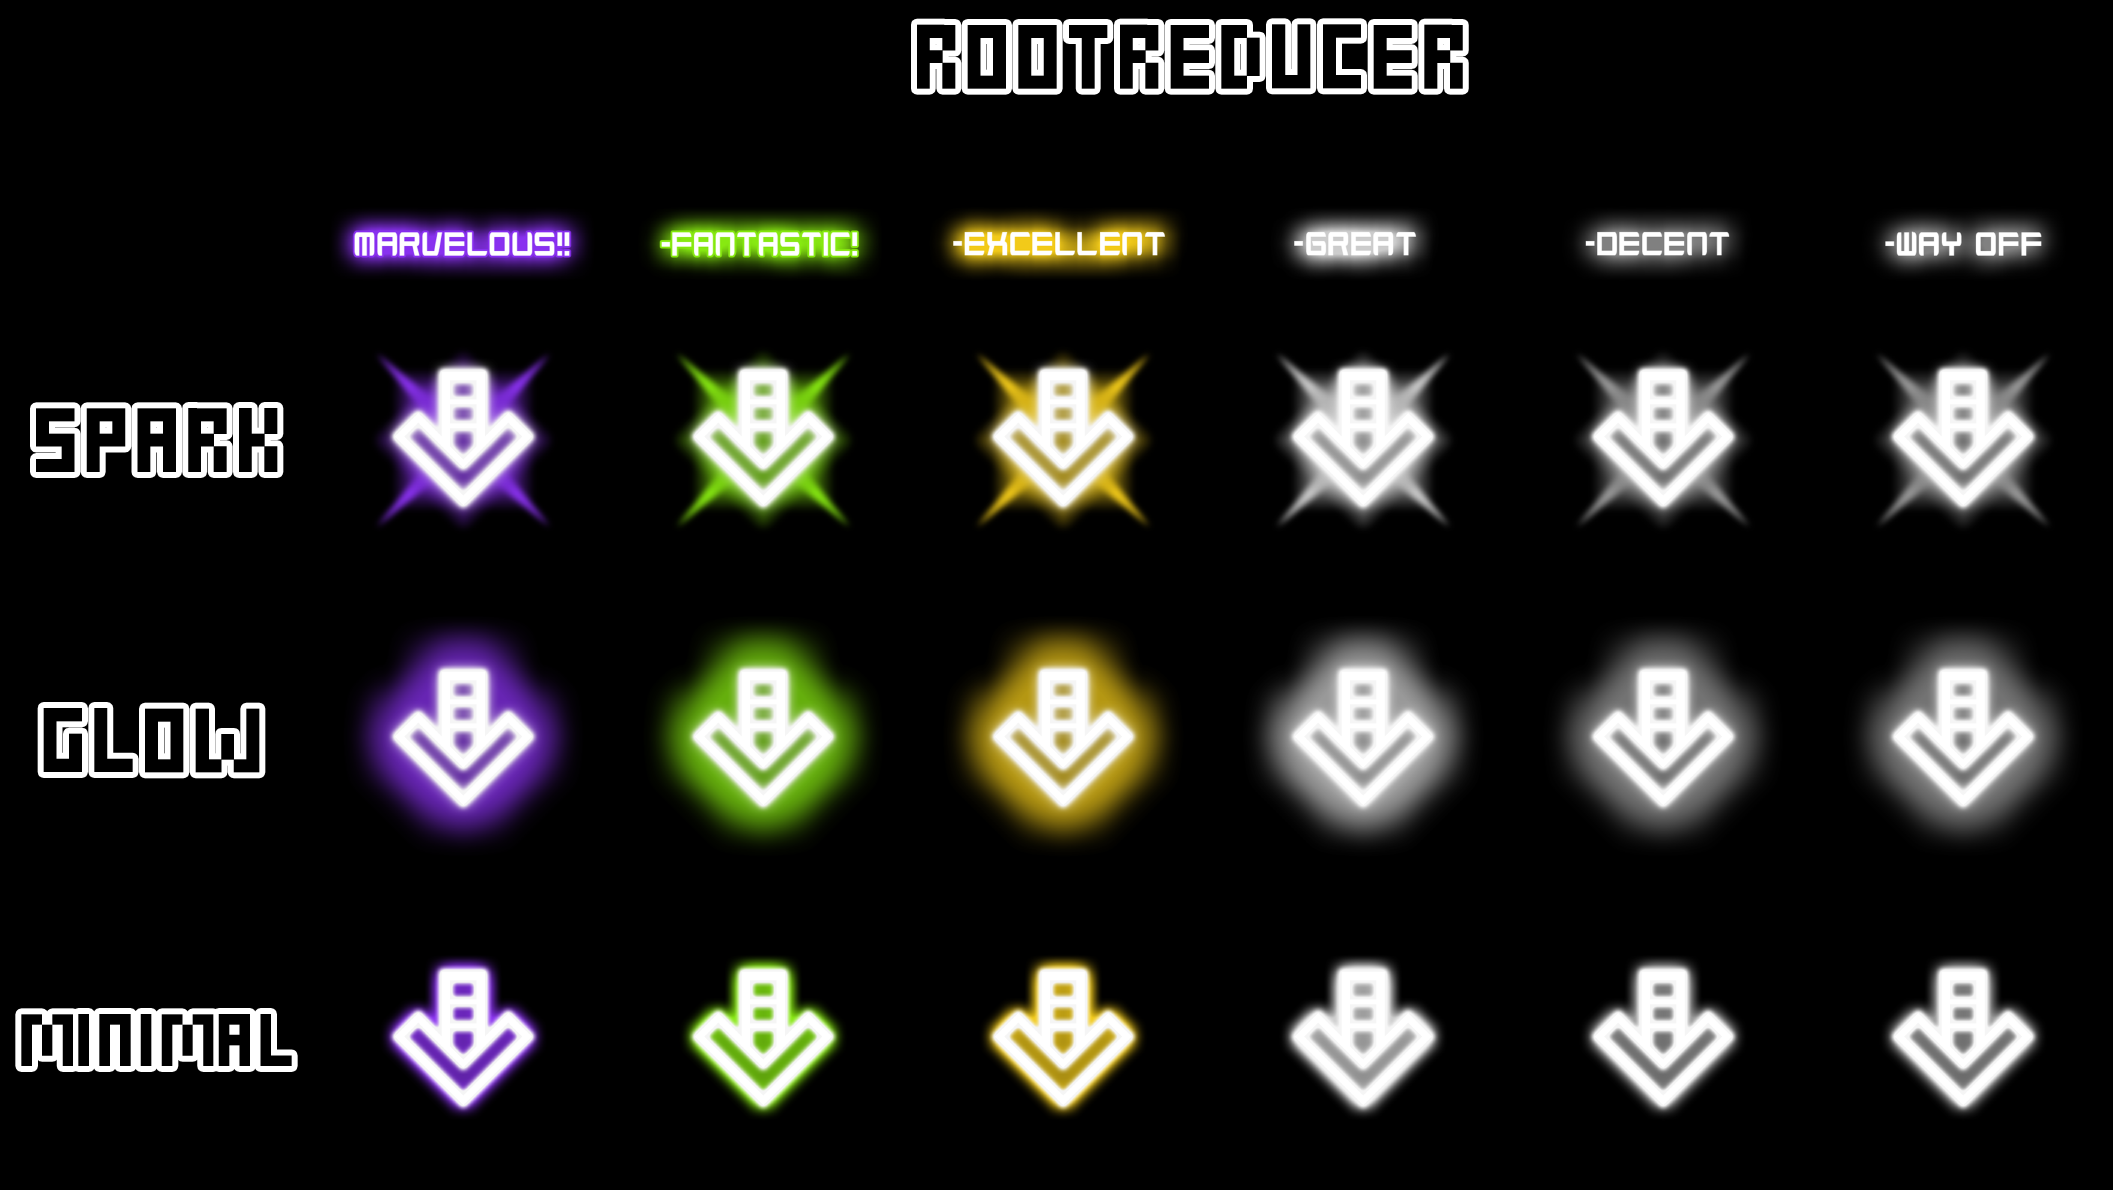 ROOTREDUCER
MARVELOUS!! -FANTASTIC! -EXCELLENT -GREAT -DECENT -WAY OFF
SPARK
GLOW
MINIMAL